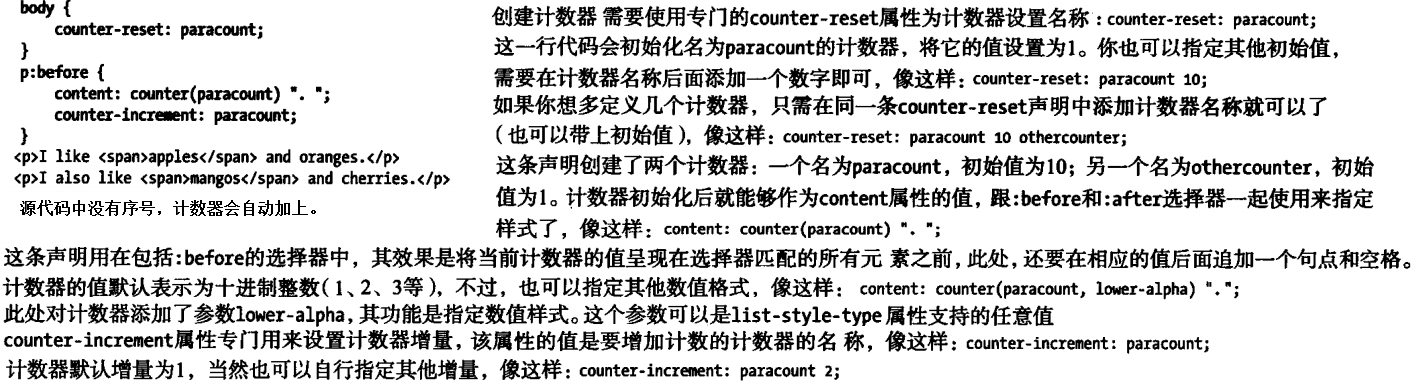 body {
counter-reset: paracount;
}
p:before {
content: counter(paracount) ". ";
counter-increment: paracount;
}
<p>I like <span>apples</span> and oranges.</p>
<p>I also like <span>mangos</span> and cherries.</p>
源代码中没有序号，计数器会自动加上。
创建计数器 需要使用专门的counter-reset属性为计数器设置名称：counter-reset: paracount;
这一行代码会初始化名为paracount的计数器，将它的值设置为1。你也可以指定其他初始值，
需要在计数器名称后面添加一个数字即可，像这样：counter-reset: paracount 10;
如果你想多定义几个计数器，只需在同一条counter-reset声明中添加计数器名称就可以了
（也可以带上初始值），像这样：counter-reset: paracount 10 othercounter;
这条声明创建了两个计数器：一个名为paracount，初始值为10；另一个名为othercounter，初始
值为1。计数器初始化后就能够作为content属性的值，跟:before和:after选择器一起使用来指定
样式了，像这样：content: counter(paracount) ". ";
这条声明用在包括:before的选择器中，其效果是将当前计数器的值呈现在选择器匹配的所有元 素之前，此处，还要在相应的值后面追加一个句点和空格。
计数器的值默认表示为十进制整数（1、2、3等），不过，也可以指定其他数值格式，像这样： content: counter(paracount, lower-alpha) ".";
此处对计数器添加了参数lower-alpha，其功能是指定数值样式。这个参数可以是list-style-type属性支持的任意值
counter-increment属性专门用来设置计数器增量，该属性的值是要增加计数的计数器的名 称，像这样：counter-increment: paracount;
计数器默认增量为1，当然也可以自行指定其他增量，像这样：counter-increment: paracount 2;